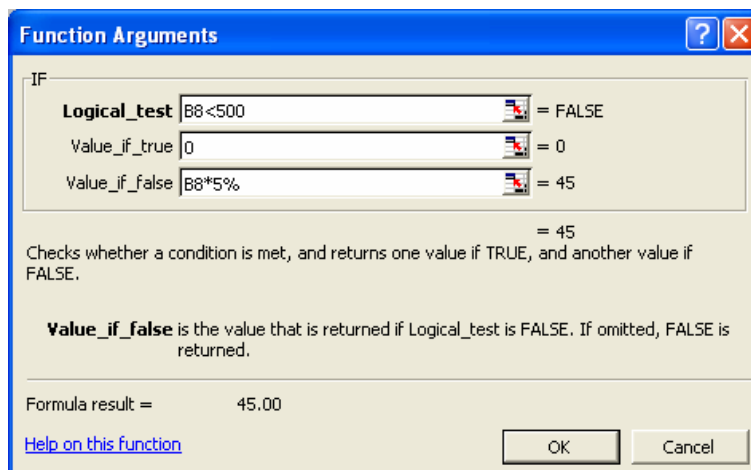 Function Arguments
IF
Logical_test B8<500 = FALSE
Value_if_true 0 = 0
Value_if_false B8*5% = 45
= 45
Checks whether a condition is met, and returns one value if TRUE, and another value if
FALSE.
Value_if_false is the value that is returned if Logical_test is FALSE. If omitted, FALSE is
returned.
Formula result = 45.00
Help on this function OK Cancel